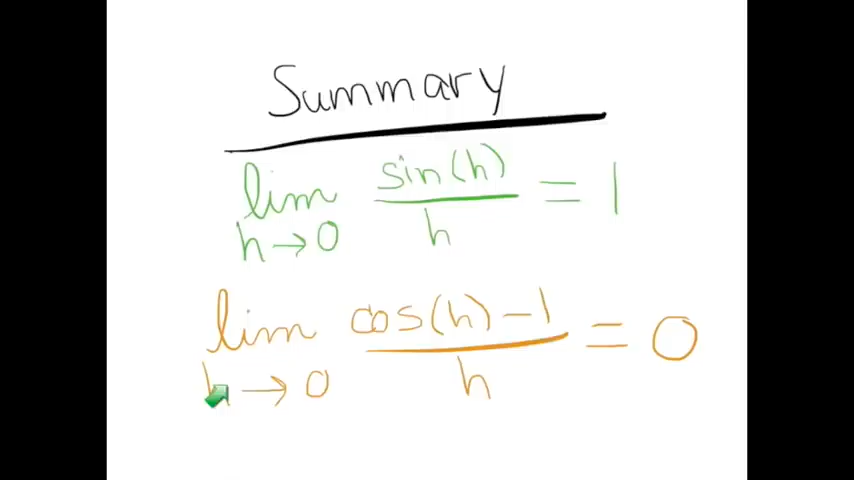 Summary
lim sin(h)/h = 1
h→0
lim cos(h)-1/h = 0
h→0